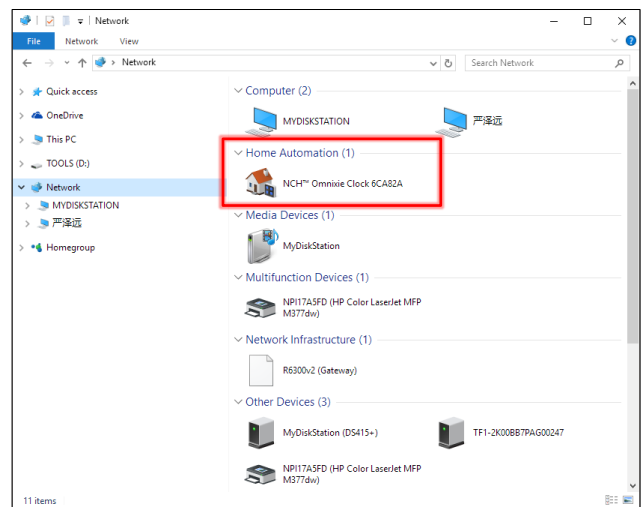 Network
File Network View
Network
Search Network
Quick access
OneDrive
This PC
TOOLS (D:)
Network
MYDISKSTATION
严泽远
Homegroup
Computer (2)
MYDISKSTATION
严泽远
Home Automation (1)
NCH™ Omnixie Clock 6CA82A
Media Devices (1)
MyDiskStation
Multifunction Devices (1)
NPI17A5FD (HP Color LaserJet MFP
M377dw)
Network Infrastructure (1)
R6300v2 (Gateway)
Other Devices (3)
MyDiskStation (DS415+)
TF1-2K00BB7PAG00247
NPI17A5FD (HP Color LaserJet MFP
M377dw)
11 items